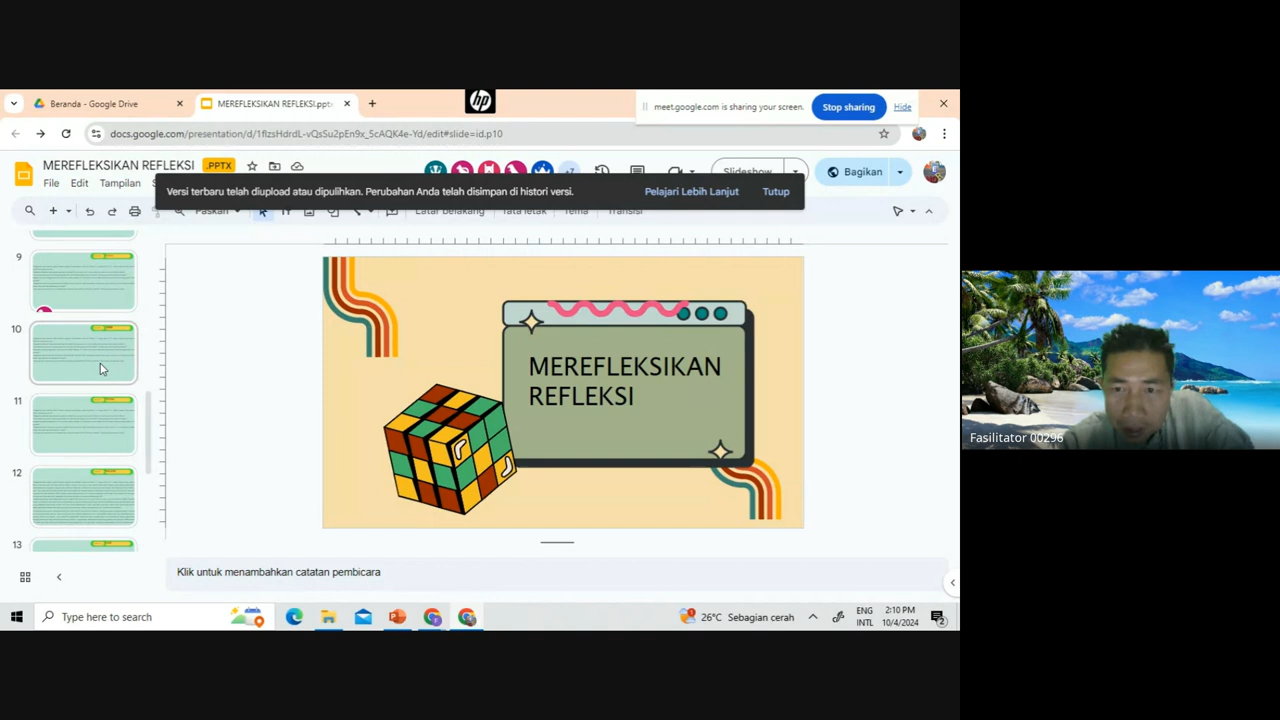 Beranda - Google Drive
MEREFLEKSIKAN REFLEKSI.ppt
hp
meet.google.com is sharing your screen.
Stop sharing
Hide
docs.google.com/presentation/d/1flzsHdrdL-vQsSu2pEn9x_5cAQK4e-Yd/edit#slide=id.p10
MEREFLEKSIKAN REFLEKSI
.PPTX
File
Edit
Tampilan
Slideshow
Bagikan
Versi terbaru telah diupload atau dipulihkan. Perubahan Anda telah disimpan di histori versi.
Pelajari Lebih Lanjut
Tutup
Paskan
Latar belakang
Tata letak
Tema
Transisi
9
10
11
12
13
MEREFLEKSIKAN
REFLEKSI
Klik untuk menambahkan catatan pembicara
Type here to search
26°C Sebagian cerah
ENG
INTL
2:10 PM
10/4/2024
2
Fasilitator 00296